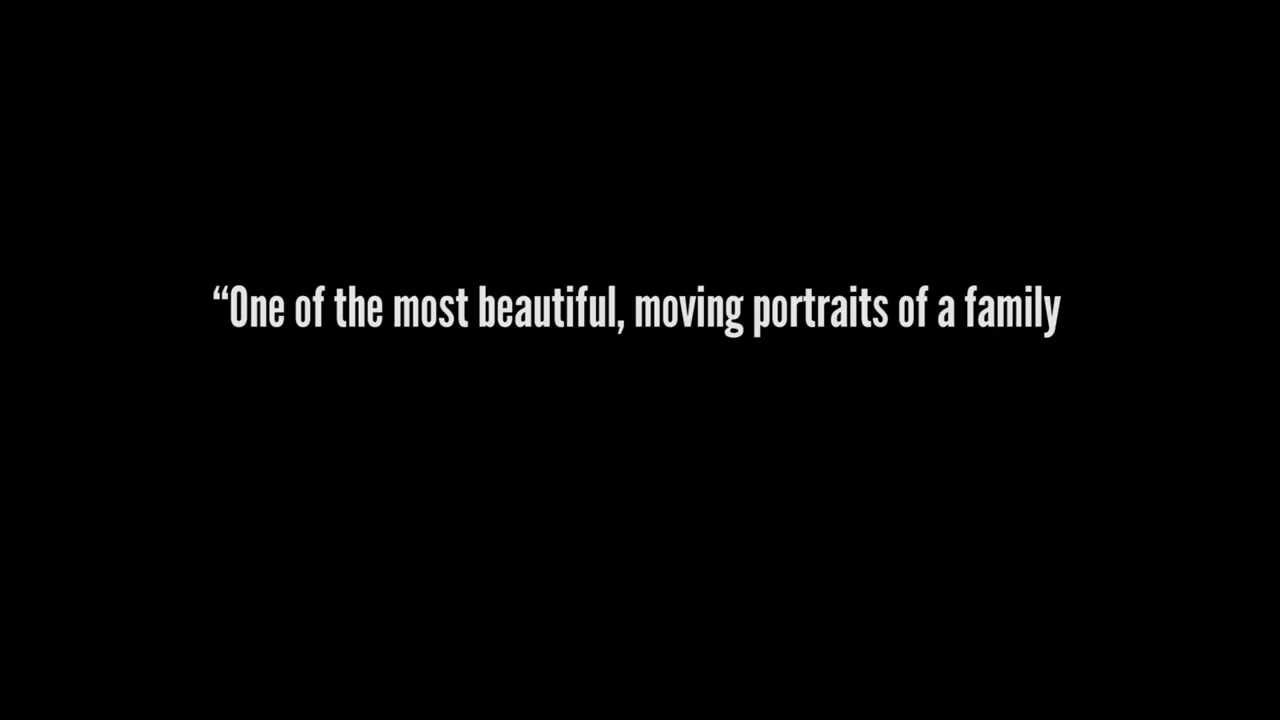 “One of the most beautiful, moving portraits of a family